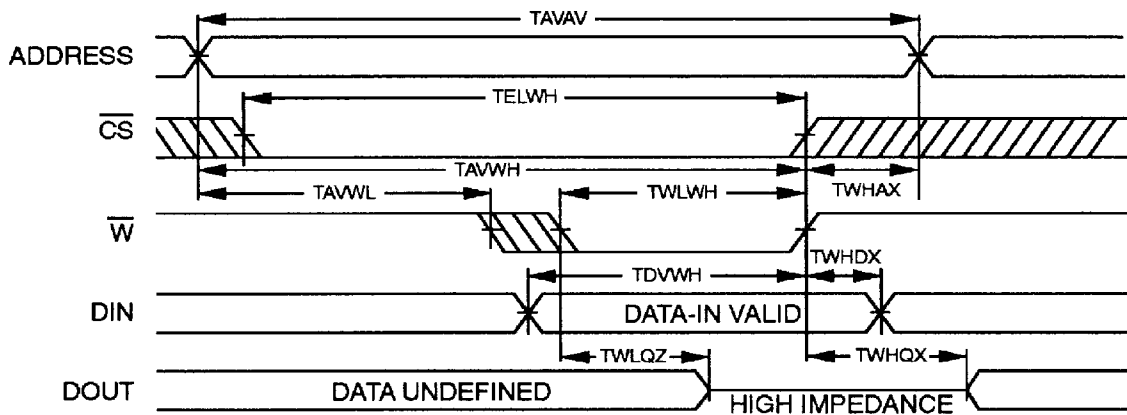 TAVAV
ADDRESS
TELWH
CS
TAVWH
TWHAX
TAVWL
TWLWH
W
TWHDX
TDVWH
DIN
DATA-IN VALID
TWLQZ
TWHQX
DOUT
DATA UNDEFINED
HIGH IMPEDANCE